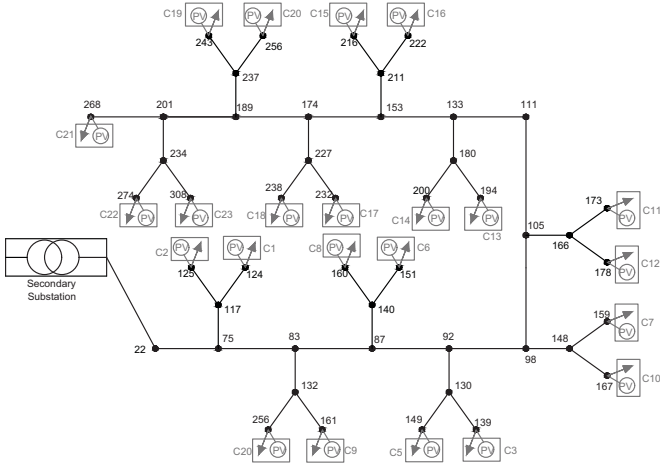 C19 PV PV C20 C15 PV PV C16
243 256 216 222
237 211
268 201 189 174 153 133 111
C21 PV
234 227 180
274 308 238 232 200 194
C22 PV PV C23 C18 PV PV C17 C14 PV PV
C13
173 C11
PV
105
166
178 C12
PV
C2 PV PV C1 C8 PV PV C6
125 124 160 151
Secondary
Substation
117 140
159 C7
PV
22 75 83 87 92 98 148
167 C10
PV
132 130
256 161 149 139
C20 PV PV C9 C5 PV PV C3